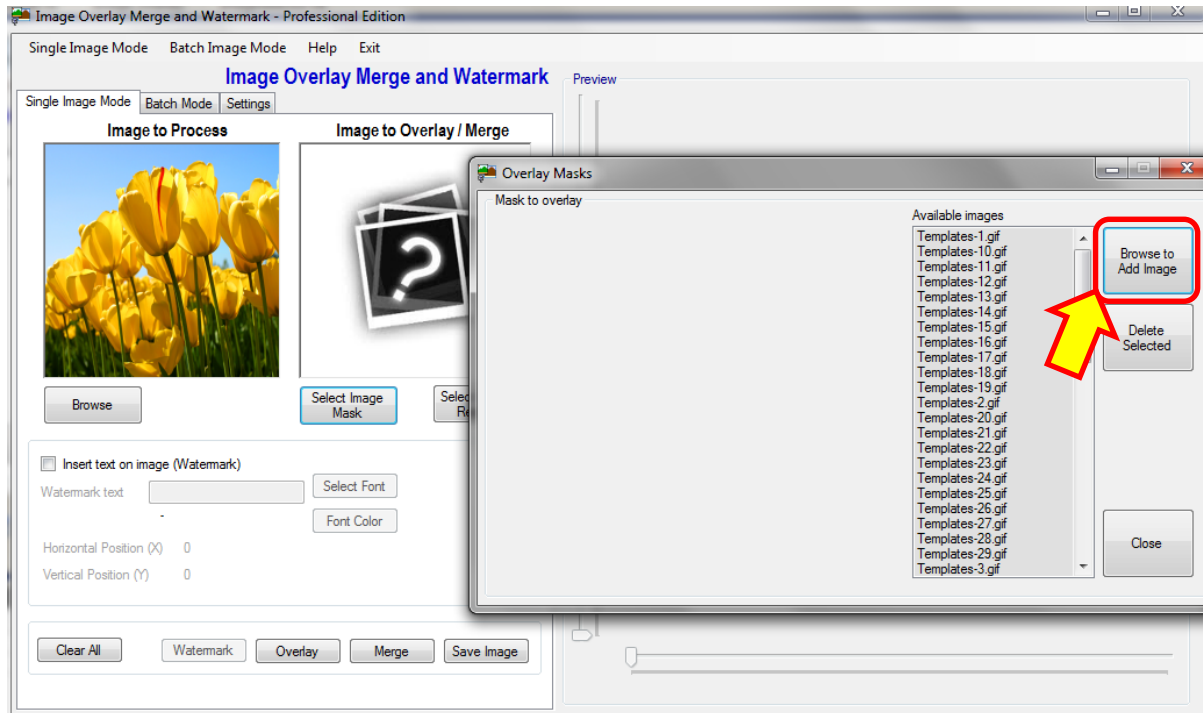 Image Overlay Merge and Watermark - Professional Edition
Single Image Mode Batch Image Mode Help Exit
Image Overlay Merge and Watermark
Single Image Mode Batch Mode Settings
Image to Process
Image to Overlay / Merge
Browse
Select Image
Mask
Insert text on image (Watermark)
Watermark text
Select Font
-
Font Color
Horizontal Position (X) 0
Vertical Position (Y) 0
Clear All Watermark Overlay Merge Save Image
Preview
Overlay Masks
Mask to overlay
Available images
Templates-1.gif
Templates-10.gif
Templates-11.gif
Templates-12.gif
Templates-13.gif
Templates-14.gif
Templates-15.gif
Templates-16.gif
Templates-17.gif
Templates-18.gif
Templates-19.gif
Templates-2.gif
Templates-20.gif
Templates-21.gif
Templates-22.gif
Templates-23.gif
Templates-24.gif
Templates-25.gif
Templates-26.gif
Templates-27.gif
Templates-28.gif
Templates-29.gif
Templates-3.gif
Browse to
Add Image
Delete
Selected
Close